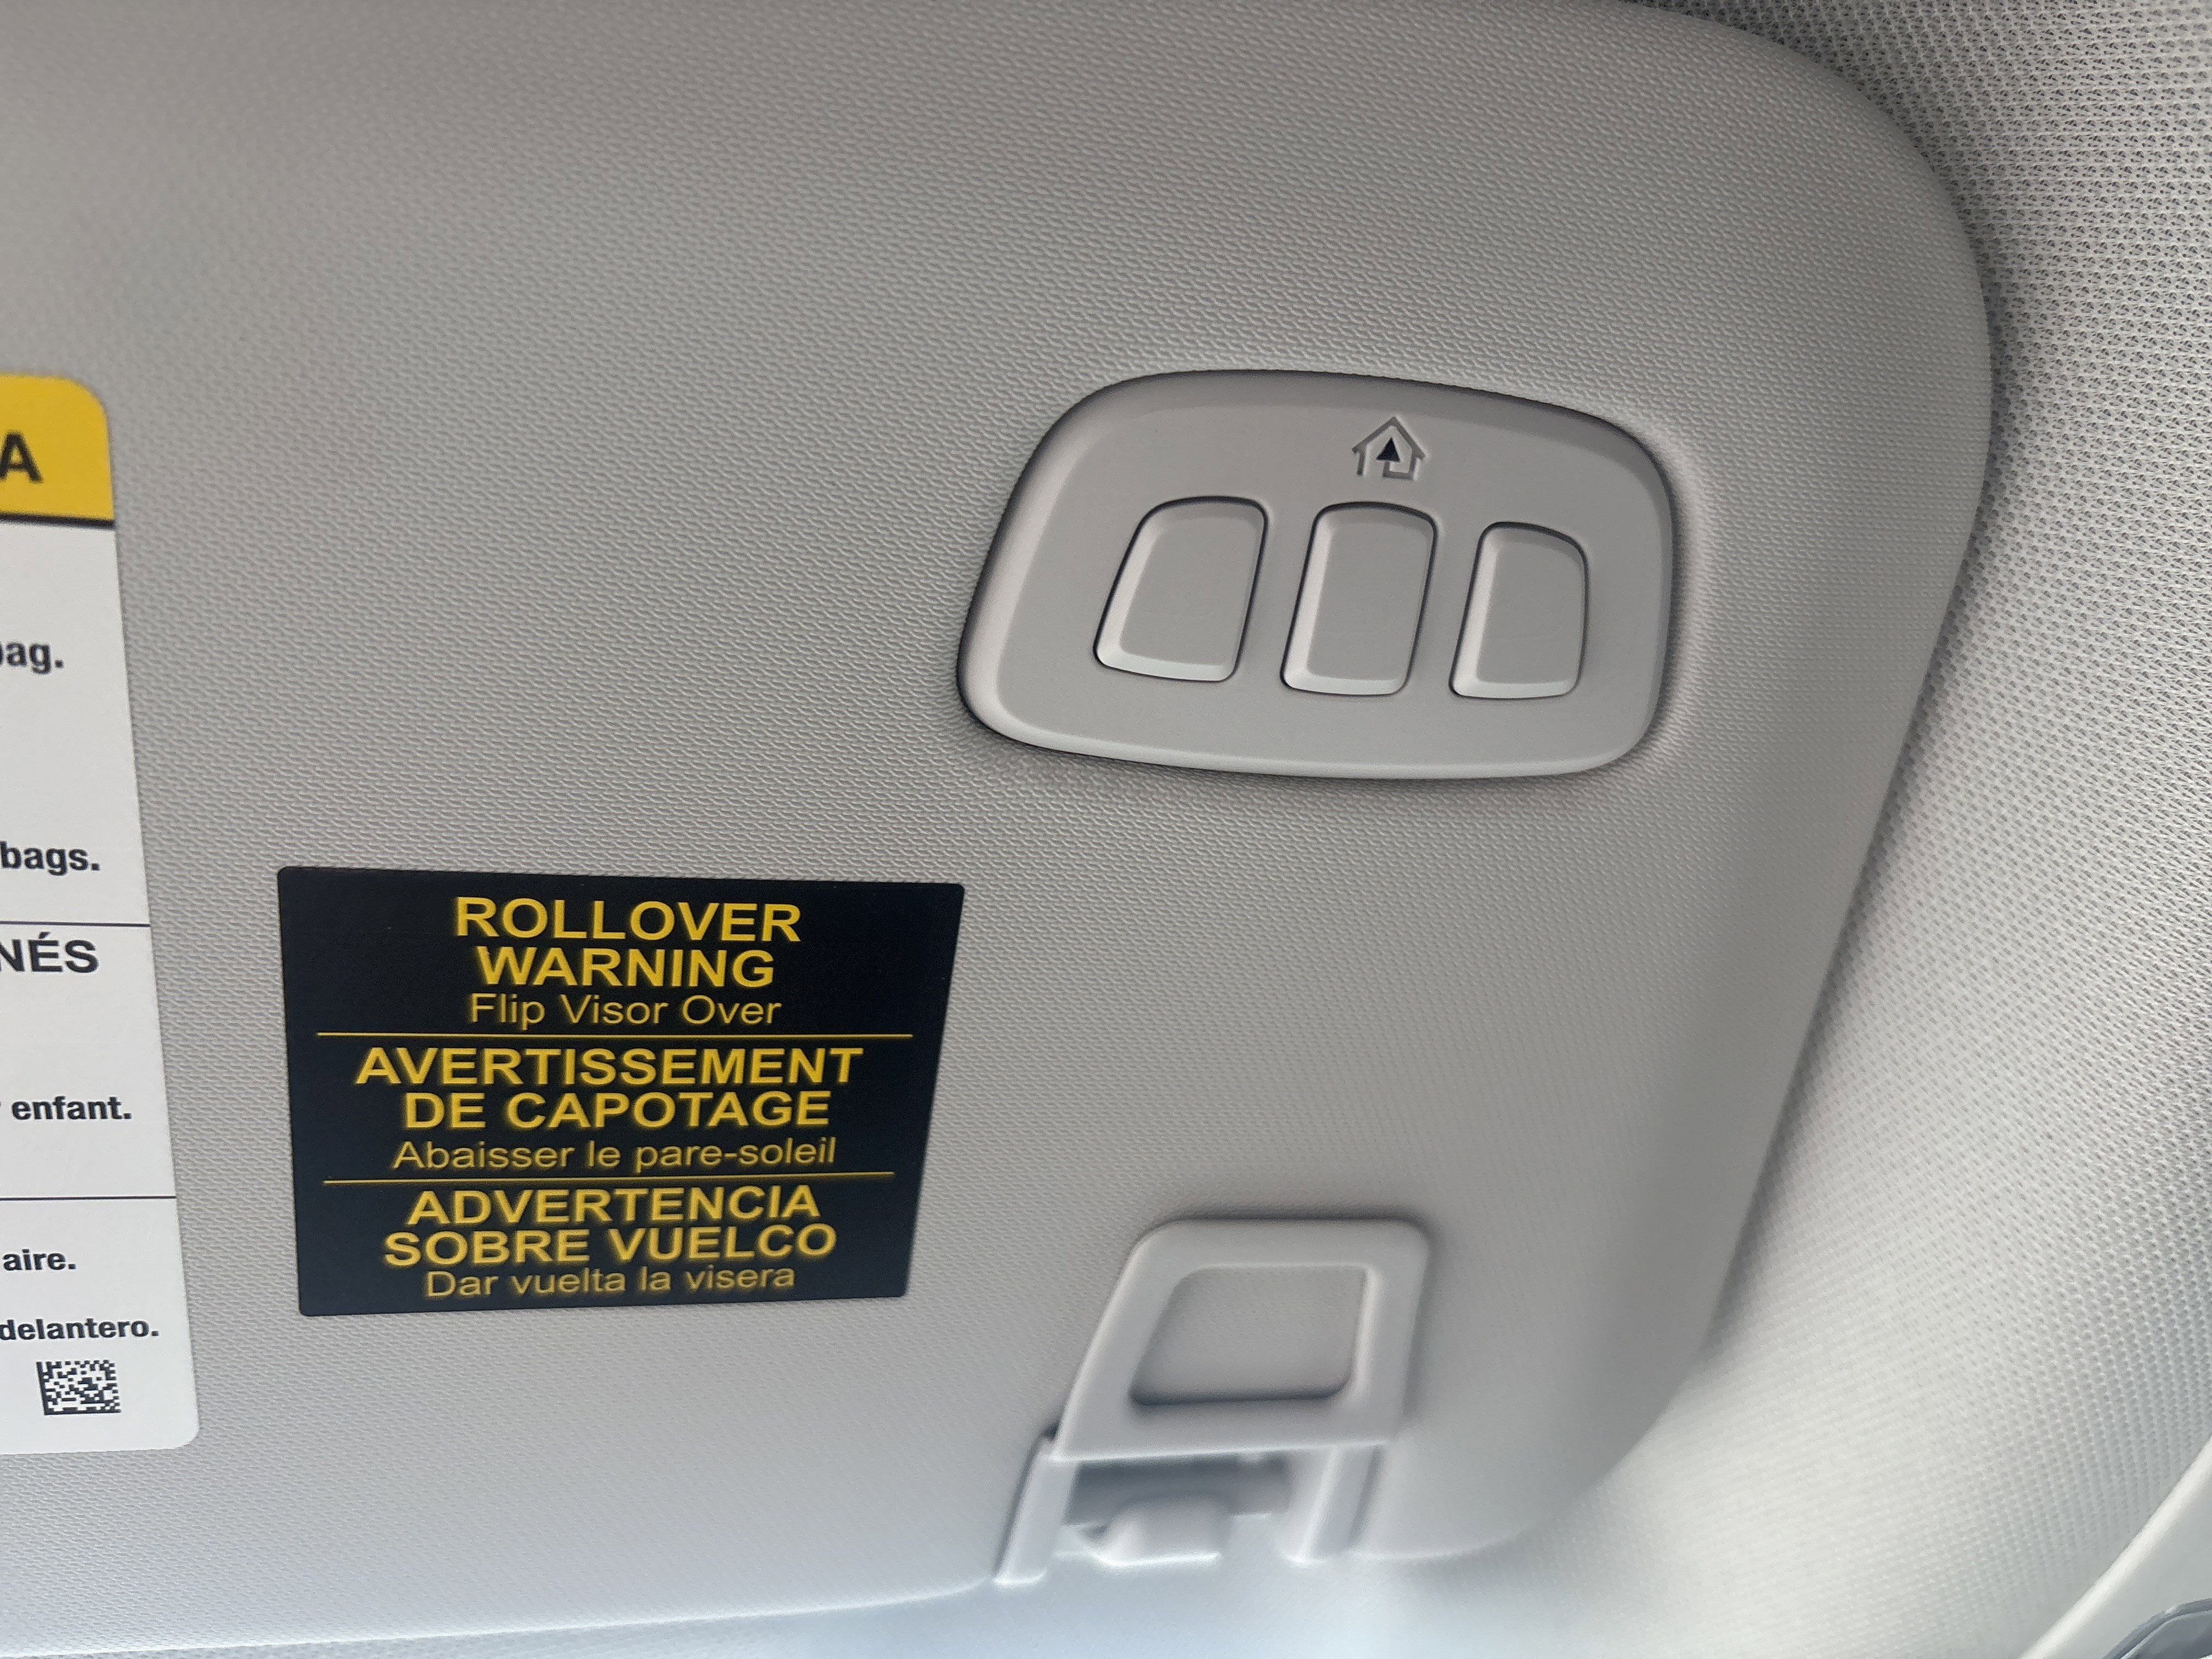 A
bag.
bags.
NÉS
enfant.
aire.
delantero.
ROLLOVER
WARNING
Flip Visor Over
AVERTISSEMENT
DE CAPOTAGE
Abaisser le pare-soleil
ADVERTENCIA
SOBRE VUELCO
Dar vuelta la visera